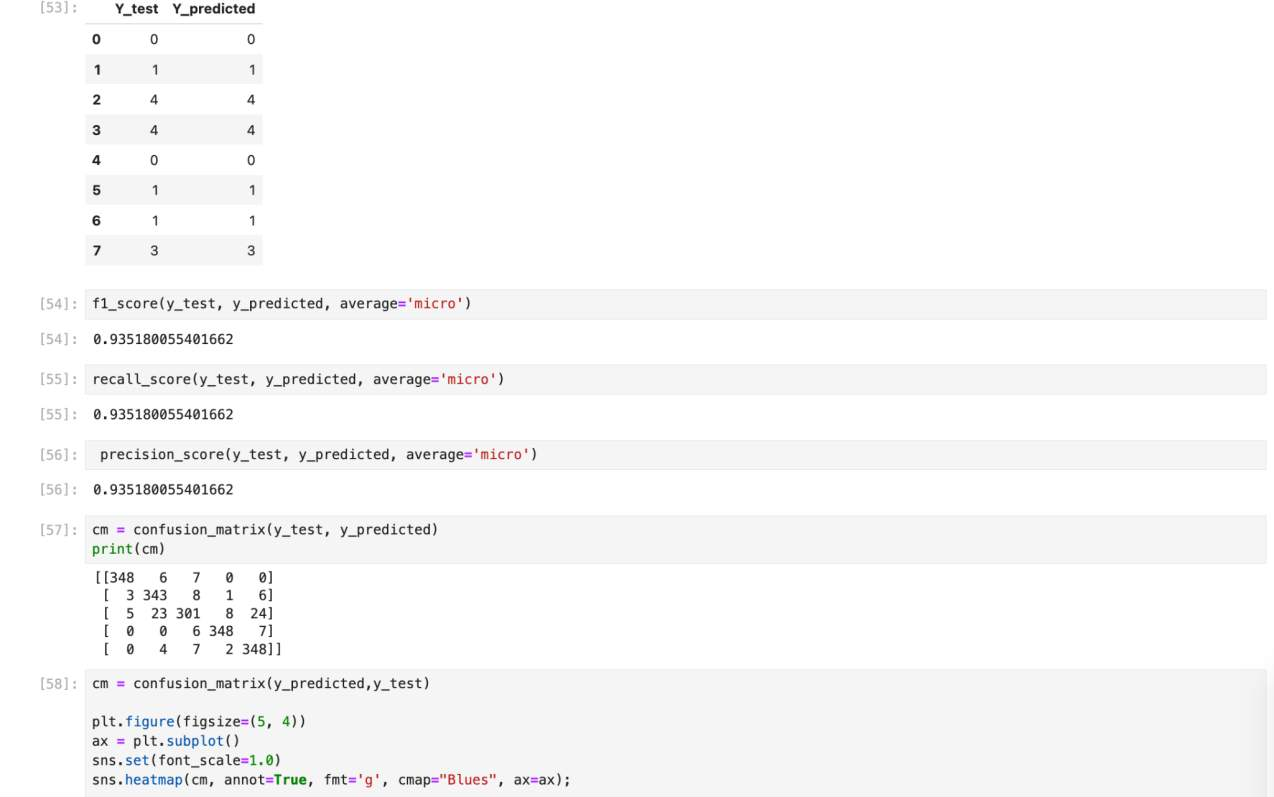 [53]: Y_test Y_predicted
0 0 0
1 1 1
2 4 4
3 4 4
4 0 0
5 1 1
6 1 1
7 3 3
[54]: f1_score(y_test, y_predicted, average='micro')
[54]: 0.935180055401662
[55]: recall_score(y_test, y_predicted, average='micro')
[55]: 0.935180055401662
[56]: precision_score(y_test, y_predicted, average='micro')
[56]: 0.935180055401662
[57]: cm = confusion_matrix(y_test, y_predicted)
print(cm)
[[348 6 7 0 0]
[ 3 343 8 1 6]
[ 5 23 301 8 24]
[ 0 0 6 348 7]
[ 0 4 7 2 348]]
[58]: cm = confusion_matrix(y_predicted,y_test)
plt.figure(figsize=(5, 4))
ax = plt.subplot()
sns.set(font_scale=1.0)
sns.heatmap(cm, annot=True, fmt='g', cmap="Blues", ax=ax);